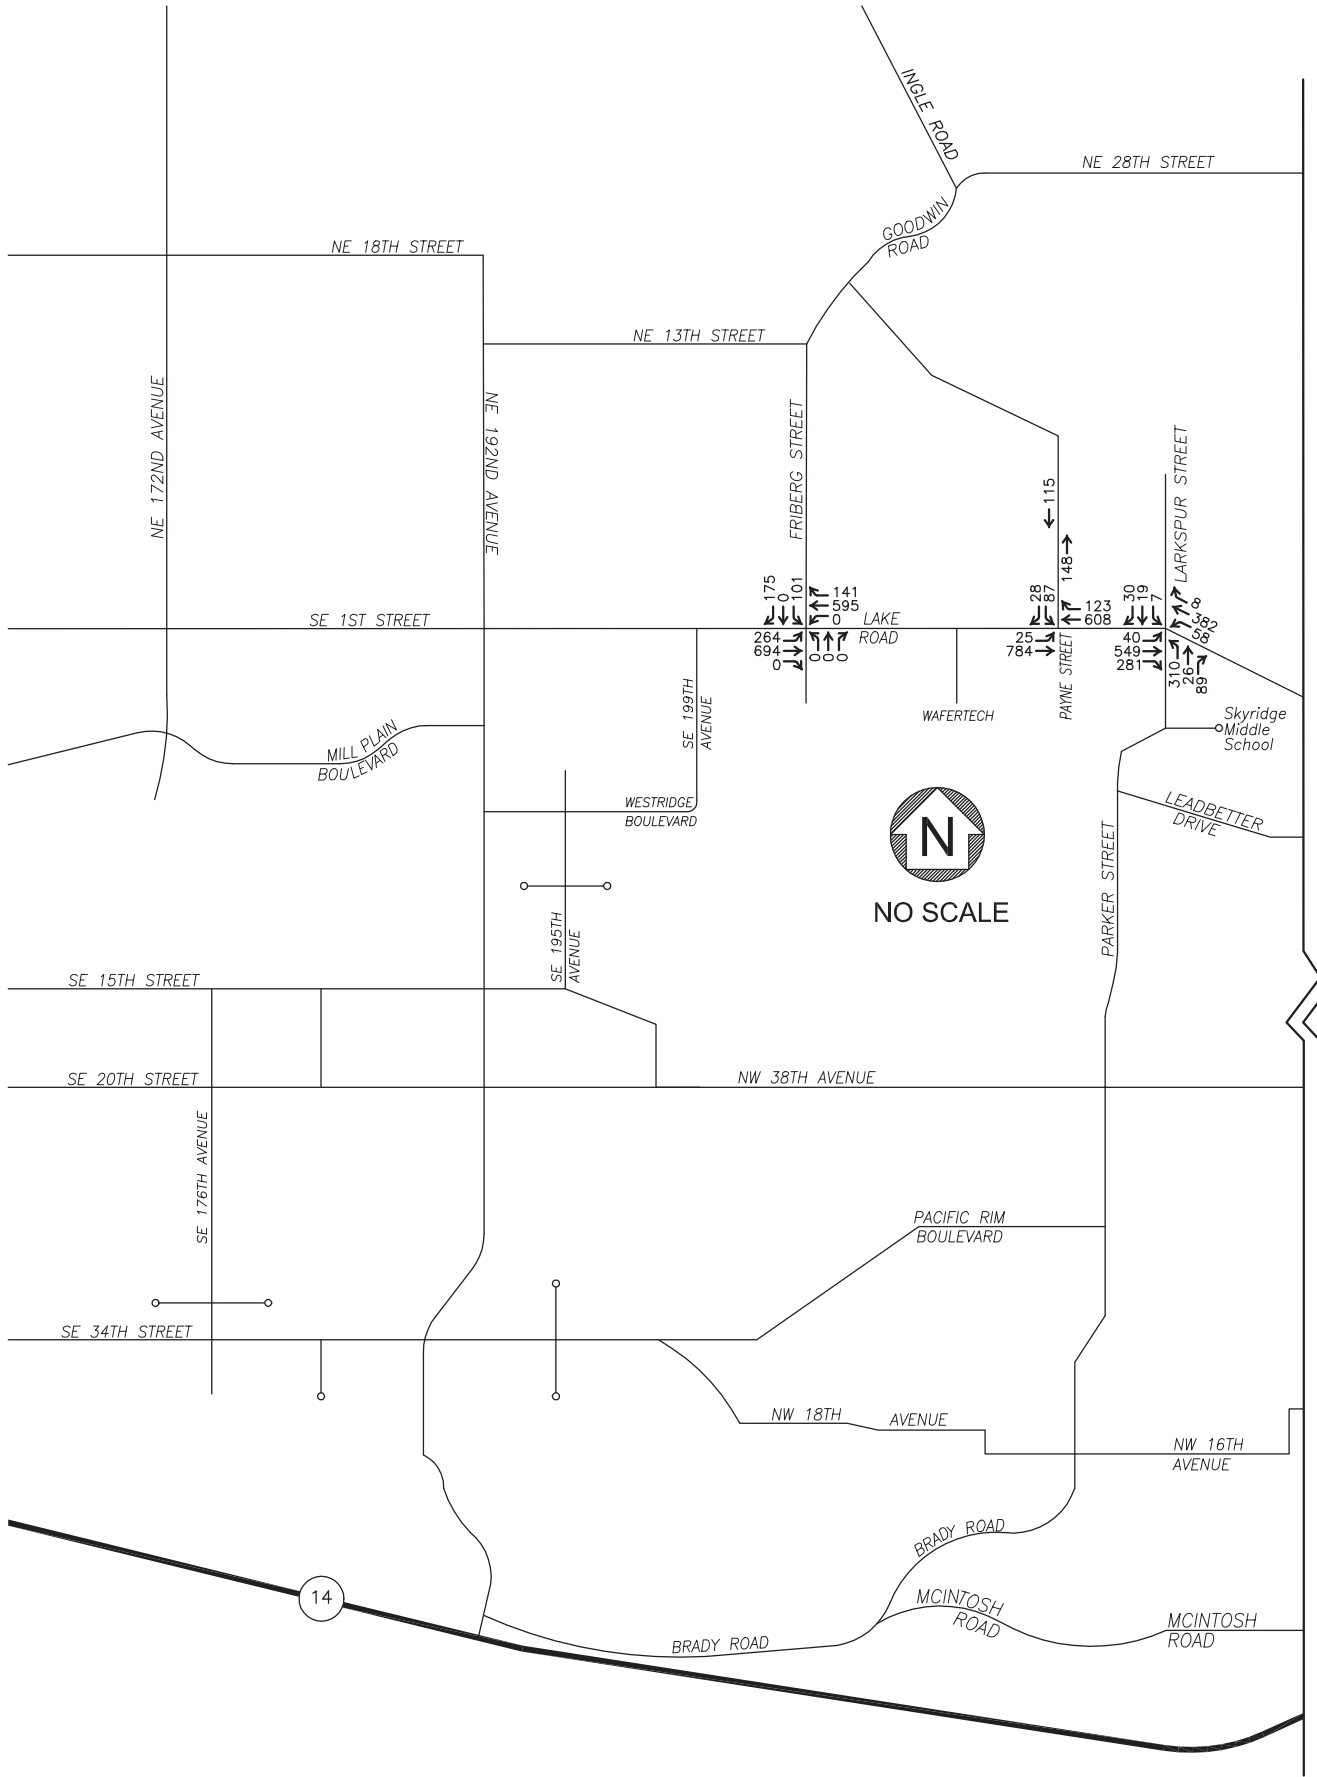 INGLE ROAD
NE 28TH STREET
GOODWIN
ROAD
NE 18TH STREET
NE 13TH STREET
NE 172ND AVENUE
NE 192ND AVENUE
FRIBERG STREET
LARKSPUR STREET
115
148
175
0
101
141
595
0
28
87
123
608
30
19
7
8
382
58
SE 1ST STREET
LAKE
ROAD
264
694
0
0
0
0
25
784
PAYNE STREET
40
549
281
310
26
89
SE 199TH
AVENUE
WAFERTECH
Skyridge
Middle
School
MILL PLAIN
BOULEVARD
WESTRIDGE
BOULEVARD
LEADBETTER
DRIVE
N
NO SCALE
PARKER STREET
SE 195TH
AVENUE
SE 15TH STREET
SE 20TH STREET
NW 38TH AVENUE
SE 176TH AVENUE
PACIFIC RIM
BOULEVARD
SE 34TH STREET
NW 18TH
AVENUE
NW 16TH
AVENUE
BRADY ROAD
14
MCINTOSH
ROAD
MCINTOSH
ROAD
BRADY ROAD